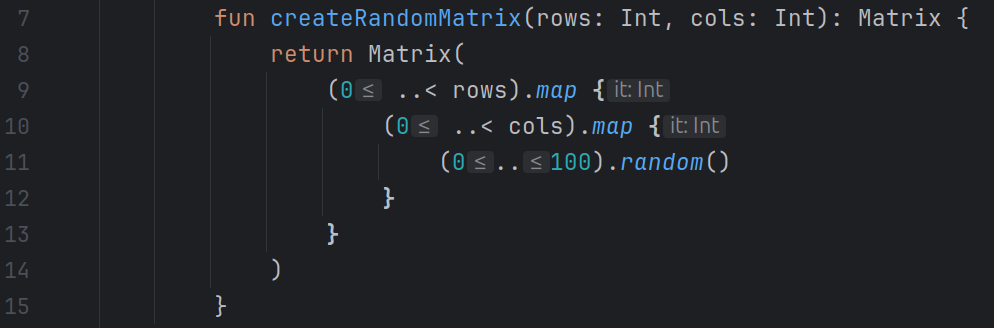 7 fun createRandomMatrix(rows: Int, cols: Int): Matrix {
8 return Matrix(
9 (0≤ ..< rows).map { it: Int
10 (0≤ ..< cols).map { it: Int
11 (0≤..≤100).random()
12 }
13 }
14 )
15 }